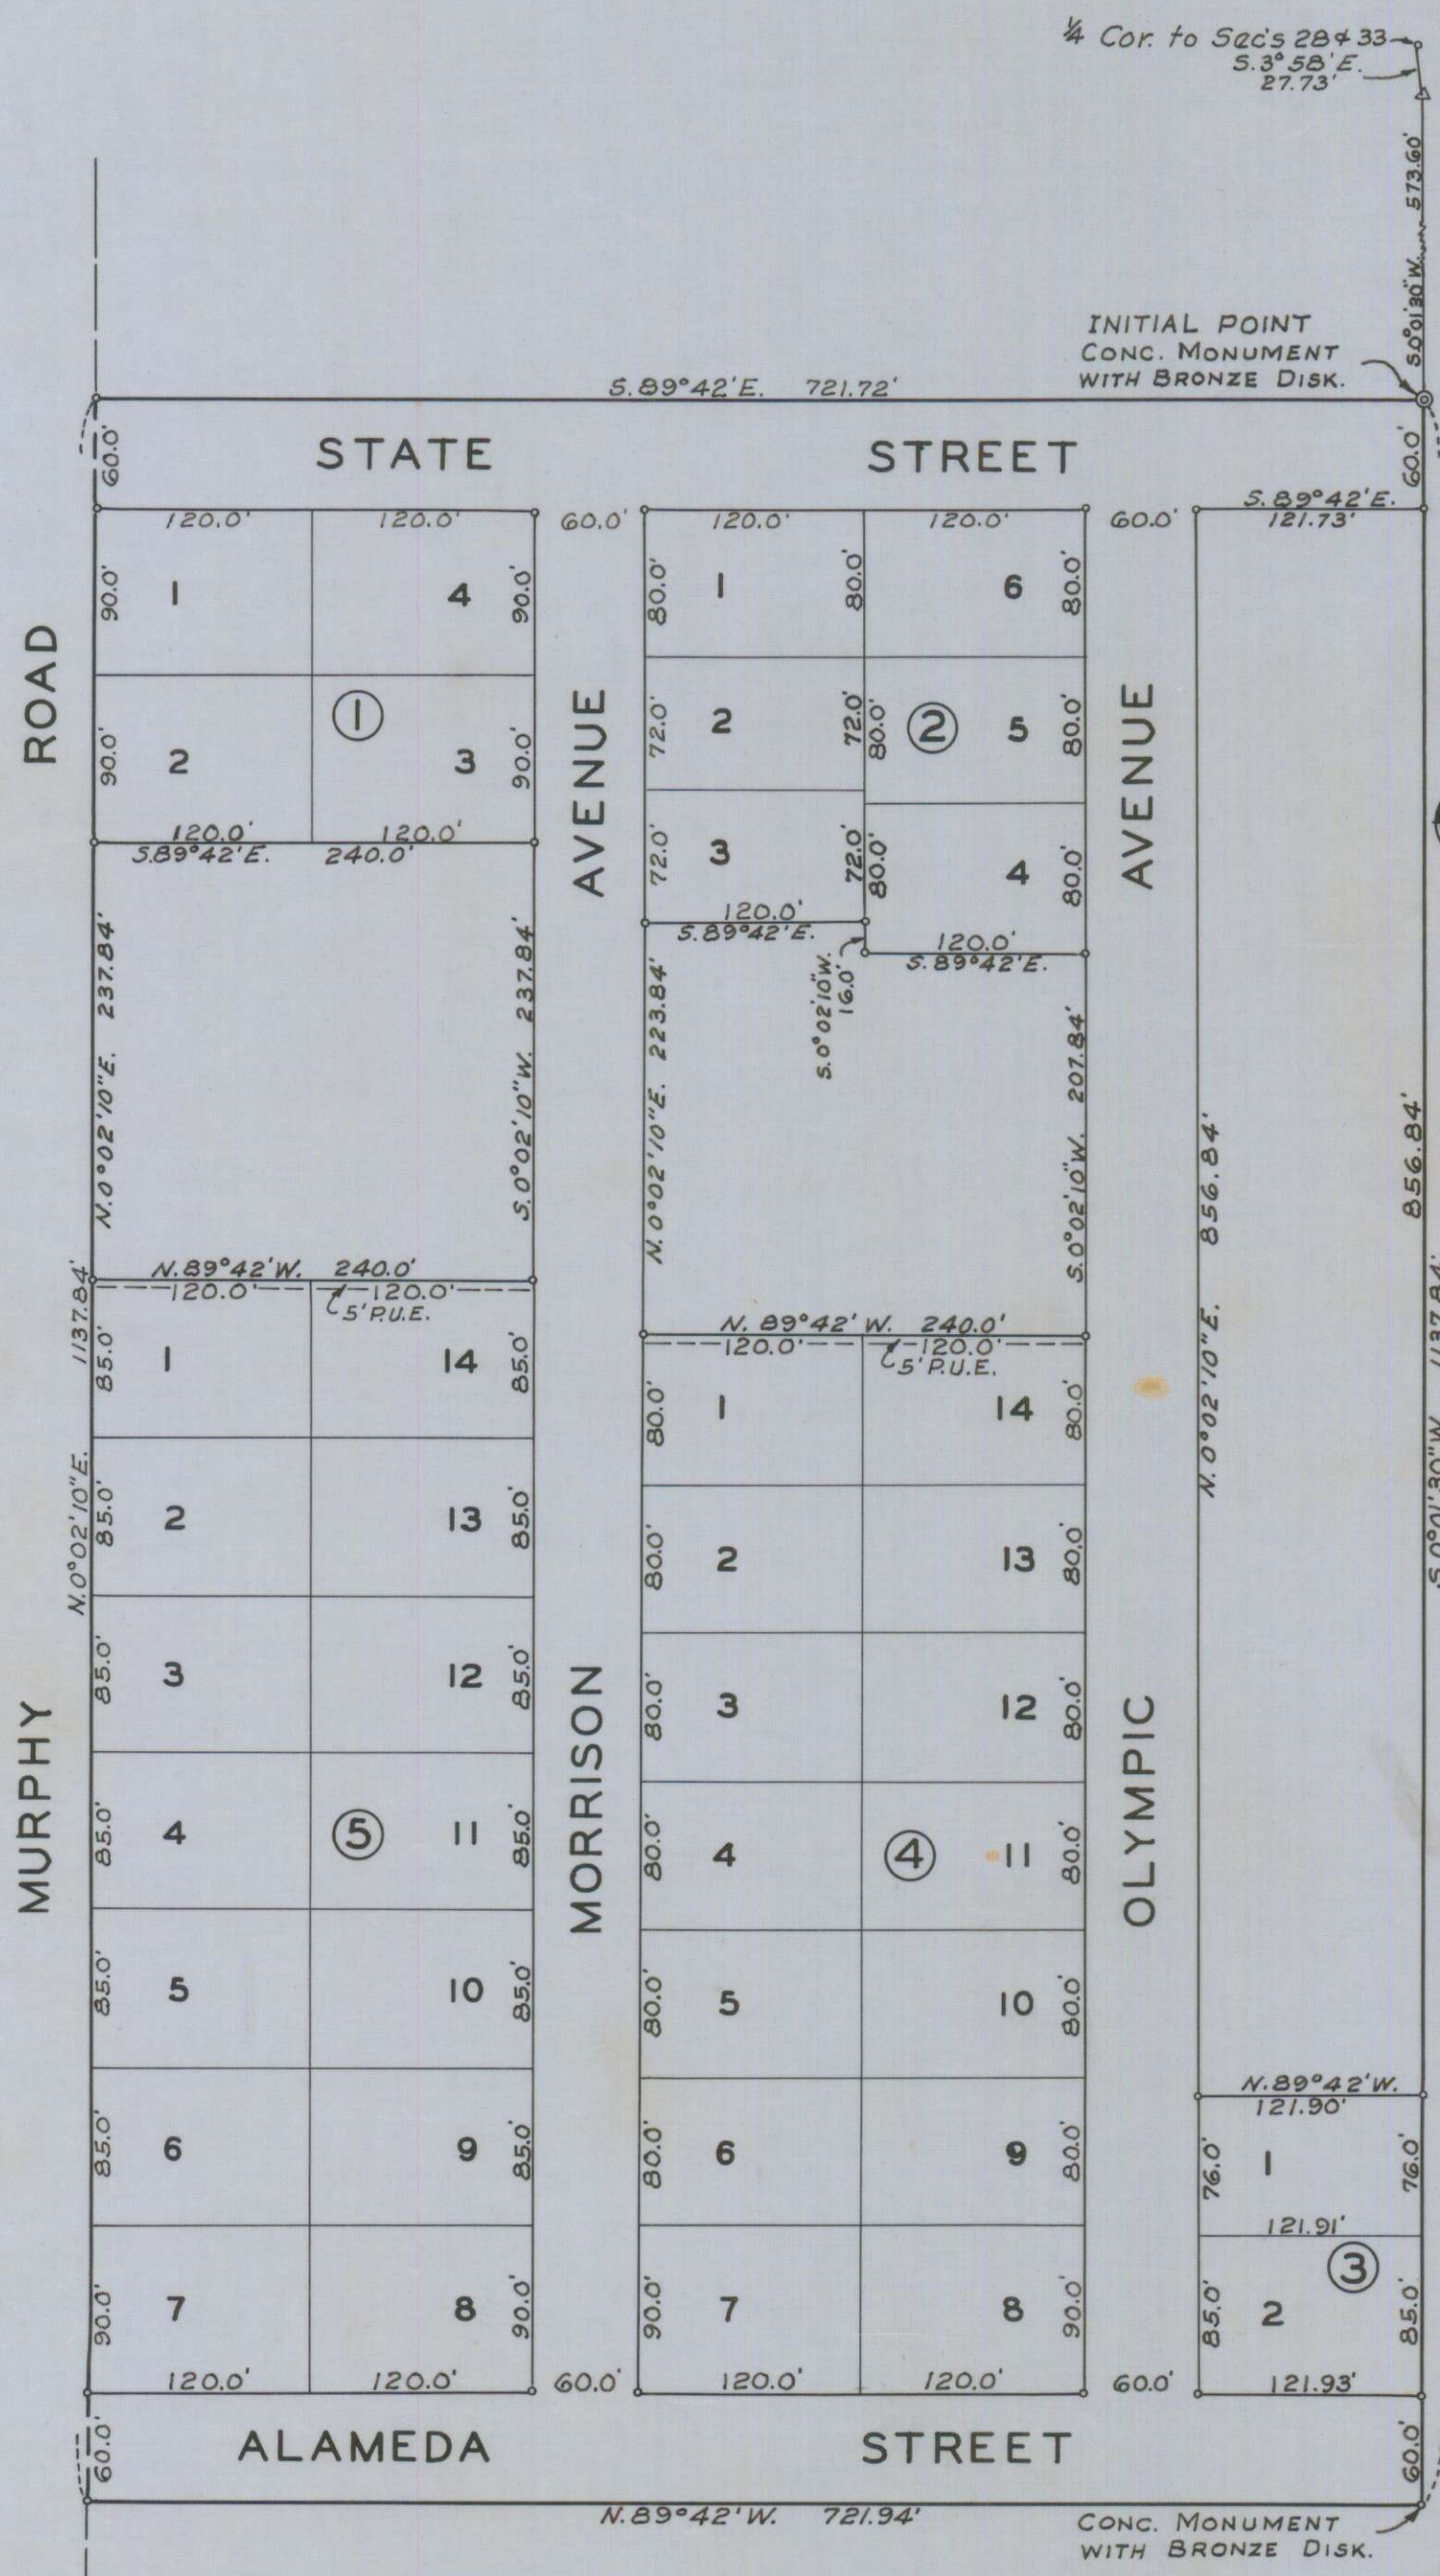 1/4 Cor. to Sec's 28 & 33
S.3°58'E.
27.73'
S.0°01'30"W. 573.60'
INITIAL POINT
CONC. MONUMENT
WITH BRONZE DISK.
S.89°42'E. 721.72'
60.0'
STATE STREET
60.0'
S.89°42'E.
120.0' 120.0' 60.0' 120.0' 120.0' 60.0' 121.73'
90.0' 1 4 90.0' 80.0' 1 80.0' 6 80.0'
ROAD
1
AVENUE
2
AVENUE
90.0' 2 3 90.0' 72.0' 2 72.0' 80.0' 5 80.0'
120.0' 120.0'
S.89°42'E. 240.0'
72.0' 3 72.0' 80.0' 4 80.0'
120.0'
S.89°42'E.
120.0'
S.89°42'E.
S.0°02'10"W.
16.0'
N.0°02'10"E. 237.84'
S.0°02'10"W. 237.84'
N.0°02'10"E. 223.84'
S.0°02'10"W. 207.84'
N.0°02'10"E. 856.84'
856.84'
N.89°42'W. 240.0'
120.0' 120.0'
5' P.U.E.
N.89°42'W. 240.0'
120.0' 120.0'
5' P.U.E.
N.0°02'10"E. 1137.84'
S.0°01'30"W. 1137.84'
85.0' 1 14 85.0' 80.0' 1 14 80.0'
85.0' 2 13 85.0' 80.0' 2 13 80.0'
85.0' 3 12 85.0' 80.0' 3 12 80.0'
MURPHY
MORRISON
OLYMPIC
85.0' 4 5 11 85.0' 80.0' 4 4 11 80.0'
85.0' 5 10 85.0' 80.0' 5 10 80.0'
N.89°42'W.
121.90'
85.0' 6 9 85.0' 80.0' 6 9 80.0' 76.0' 1 76.0'
121.91'
3
90.0' 7 8 90.0' 90.0' 7 8 90.0' 85.0' 2 85.0'
120.0' 120.0' 60.0' 120.0' 120.0' 60.0' 121.93'
60.0'
ALAMEDA STREET
60.0'
N.89°42'W. 721.94'
CONC. MONUMENT
WITH BRONZE DISK.